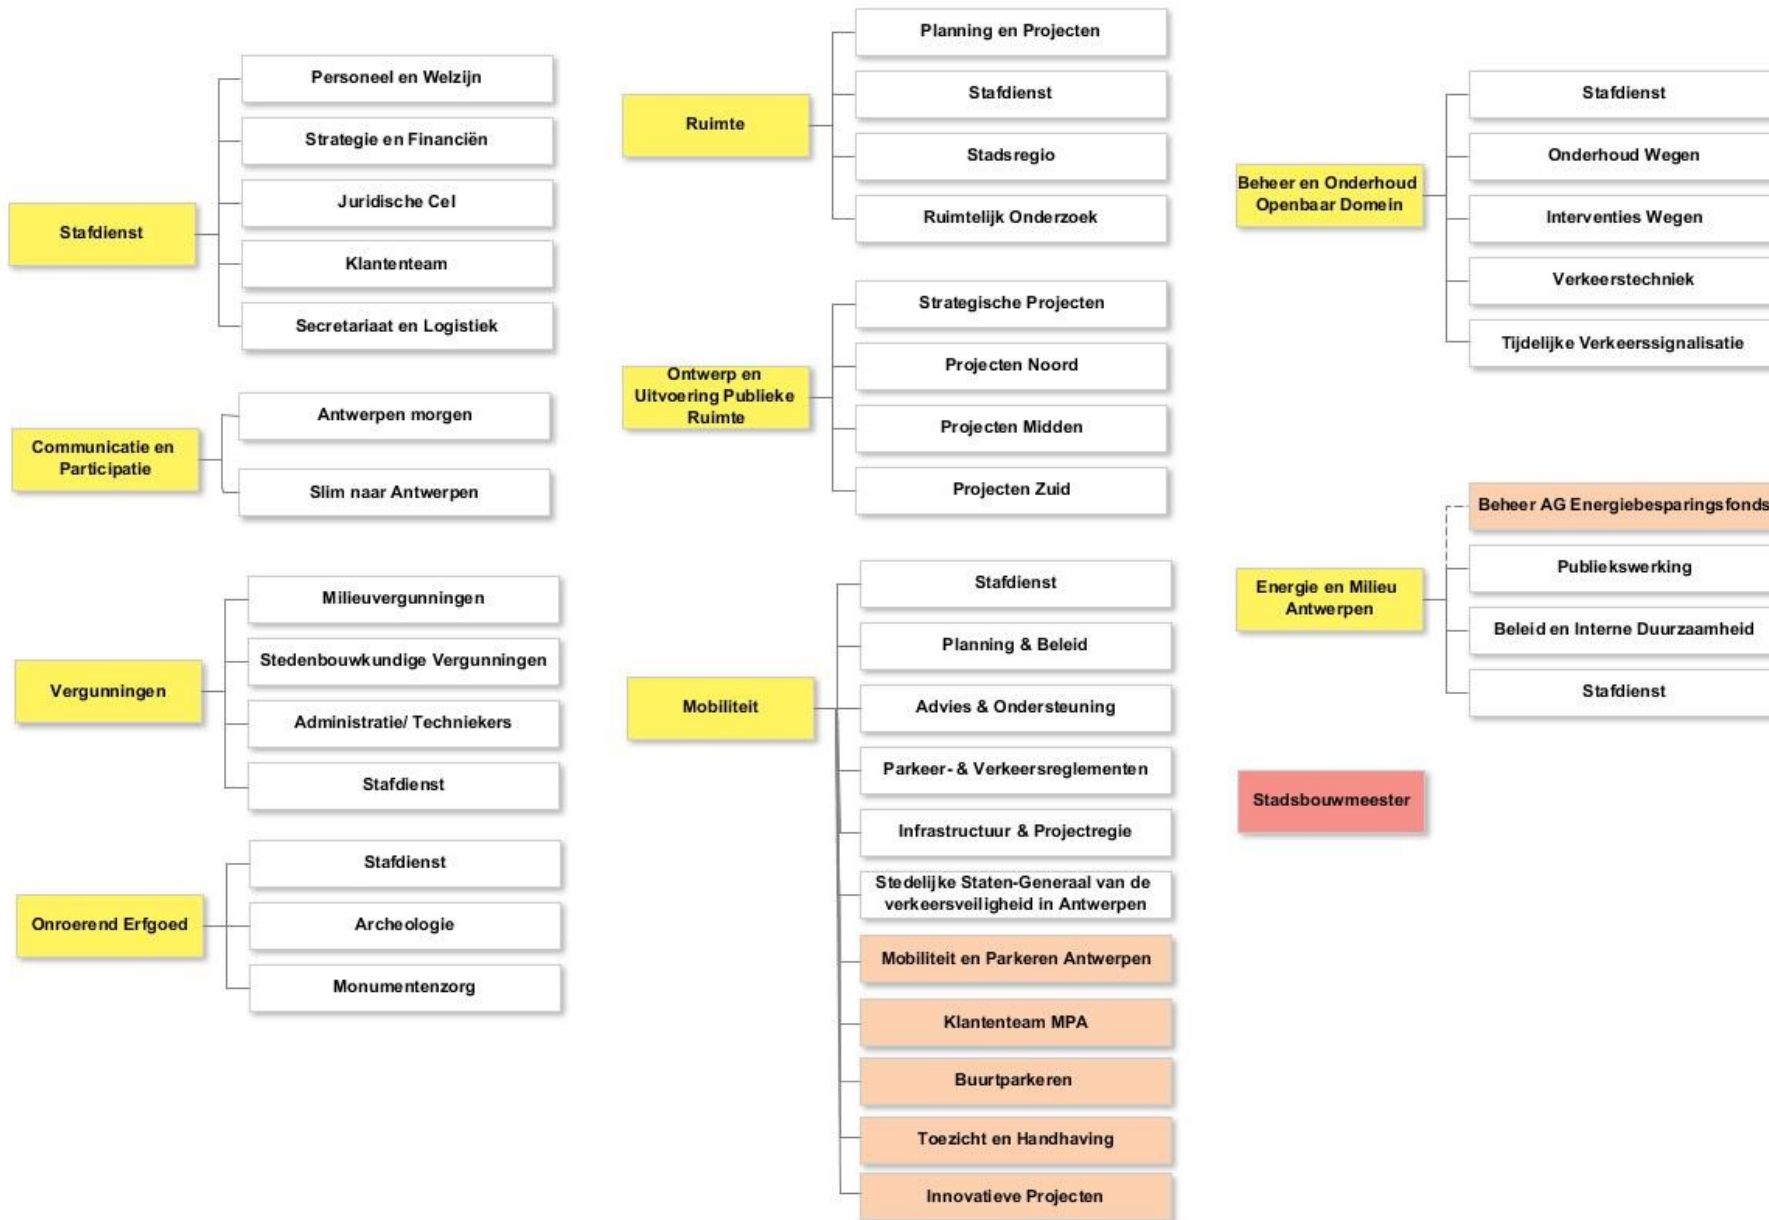 Stafdienst
Personeel en Welzijn
Strategie en Financiën
Juridische Cel
Klantenteam
Secretariaat en Logistiek
Communicatie en
Participatie
Antwerpen morgen
Slim naar Antwerpen
Vergunningen
Milieuvergunningen
Stedenbouwkundige Vergunningen
Administratie/ Techniekers
Stafdienst
Onroerend Erfgoed
Stafdienst
Archeologie
Monumentenzorg
Ruimte
Planning en Projecten
Stafdienst
Stadsregio
Ruimtelijk Onderzoek
Ontwerp en
Uitvoering Publieke
Ruimte
Strategische Projecten
Projecten Noord
Projecten Midden
Projecten Zuid
Mobiliteit
Stafdienst
Planning & Beleid
Advies & Ondersteuning
Parkeer- & Verkeersreglementen
Infrastructuur & Projectregie
Stedelijke Staten-Generaal van de
verkeersveiligheid in Antwerpen
Mobiliteit en Parkeren Antwerpen
Klantenteam MPA
Buurtparkeren
Toezicht en Handhaving
Innovatieve Projecten
Beheer en Onderhoud
Openbaar Domein
Stafdienst
Onderhoud Wegen
Interventies Wegen
Verkeerstechniek
Tijdelijke Verkeerssignalisatie
Energie en Milieu
Antwerpen
Beheer AG Energiebesparingsfonds
Publiekswerking
Beleid en Interne Duurzaamheid
Stafdienst
Stadsbouwmeester